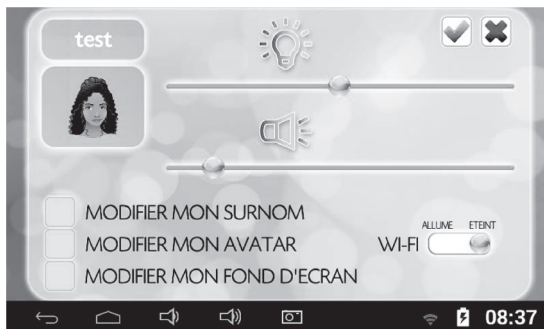 test
MODIFIER MON SURNOM
MODIFIER MON AVATAR
WI-FI
ALLUME ETEINT
MODIFIER MON FOND D'ECRAN
08:37